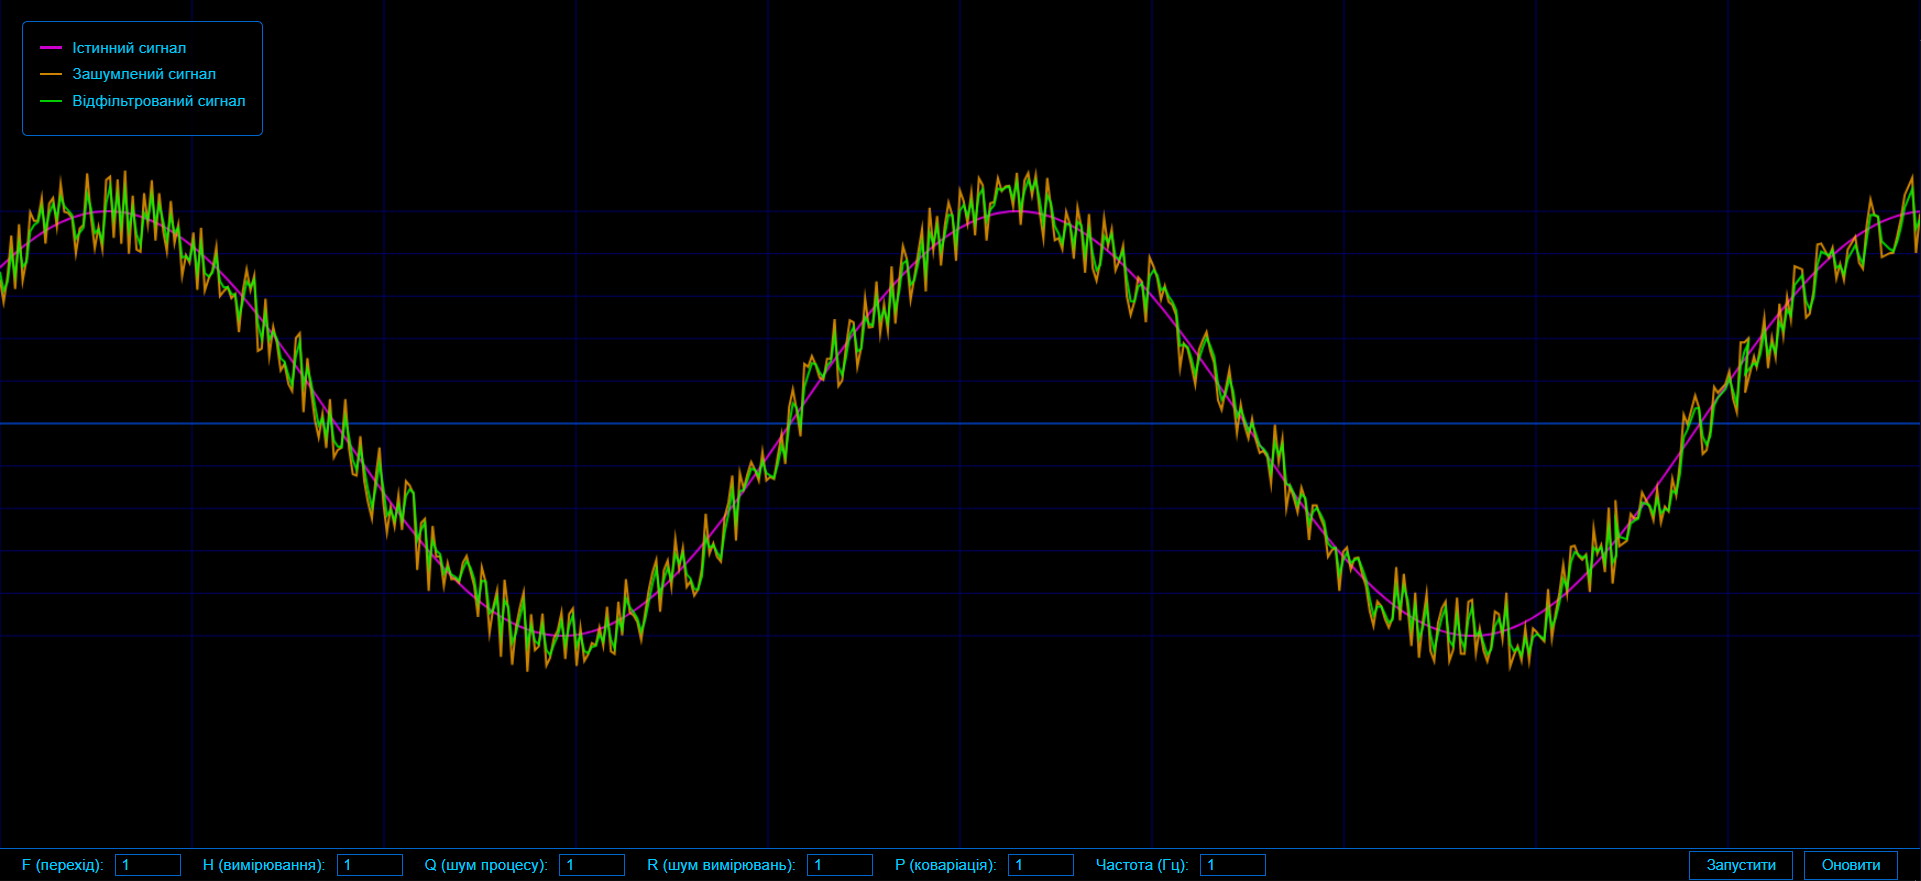 Істинний сигнал
Зашумлений сигнал
Відфільтрований сигнал
F (перехід): 1 H (вимірювання): 1 Q (шум процесу): 1 R (шум вимірювань): 1 P (коваріація): 1 Частота (Гц): 1 Запустити Оновити